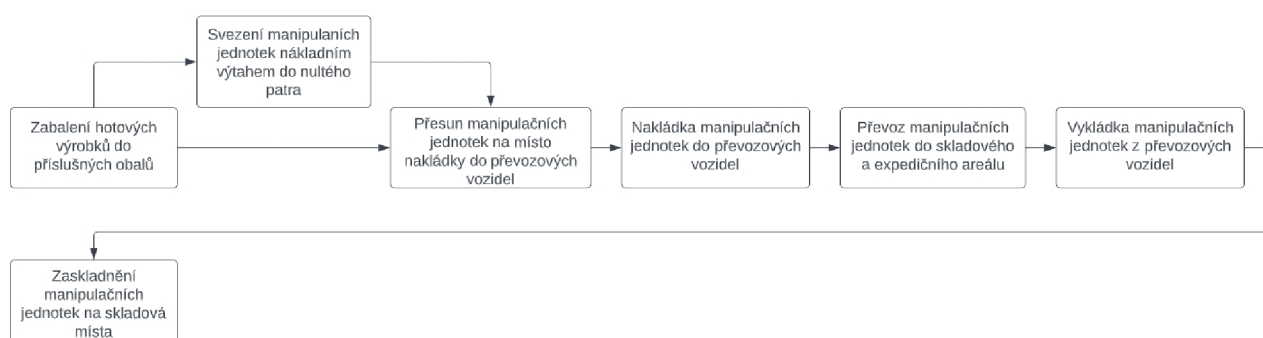 Svezení manipulaních
jednotek nákladním
výtahem do nultého
patra
Zabalení hotových
výrobků do
příslušných obalů
Přesun manipulačních
jednotek na místo
nakládky do převozových
vozidel
Nakládka manipulačních
jednotek do převozových
vozidel
Převoz manipulačních
jednotek do skladového
a expedičního areálu
Vykládka manipulačních
jednotek z převozových
vozidel
Zaskladnění
manipulačních
jednotek na skladová
místa